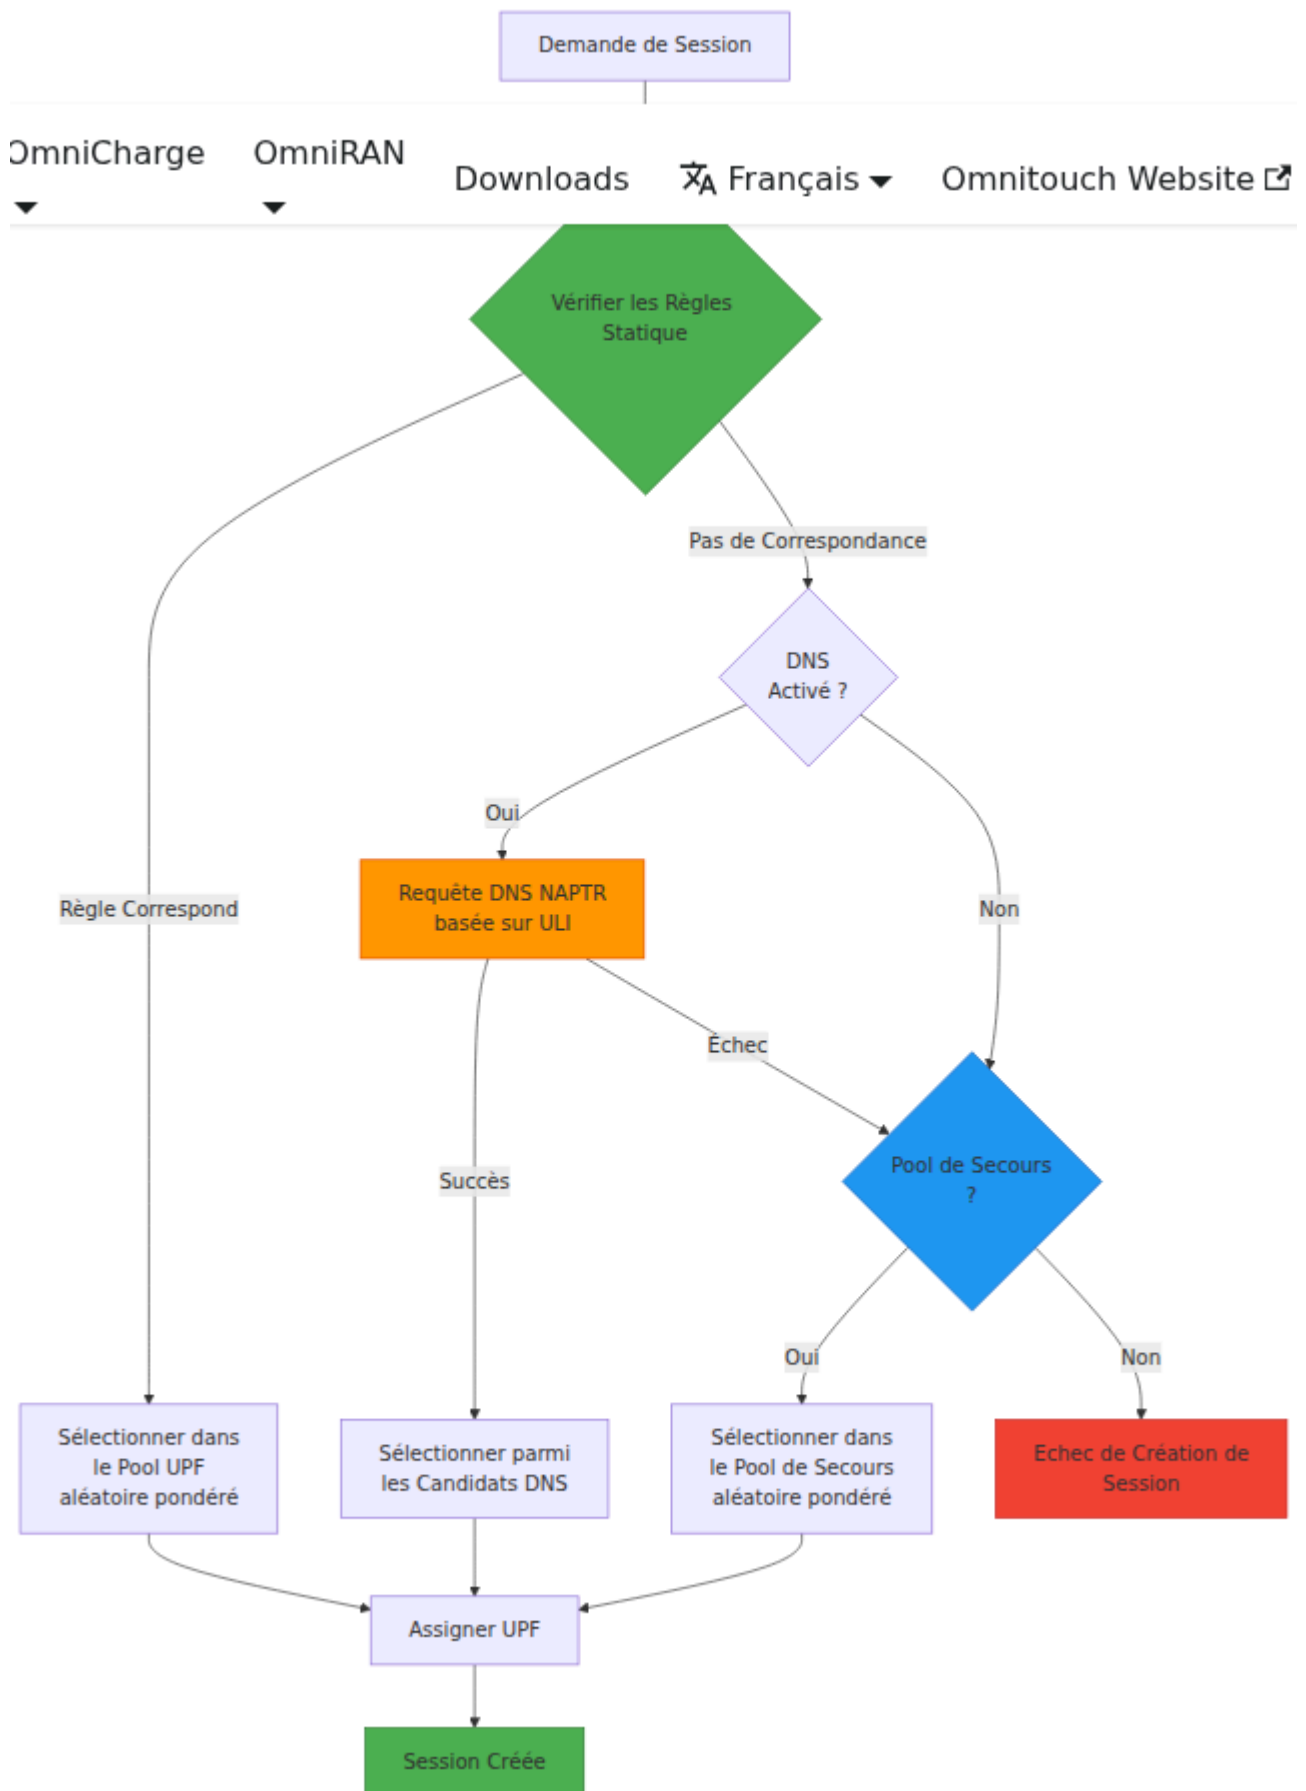 Demande de Session
OmniCharge
OmniRAN
Downloads
Français
Omnitouch Website
Vérifier les Règles
Statique
Pas de Correspondance
DNS
Activé ?
Oui
Requête DNS NAPTR
basée sur ULI
Règle Correspond
Non
Échec
Pool de Secours
?
Succès
Oui
Non
Sélectionner dans
le Pool UPF
aléatoire pondéré
Sélectionner parmi
les Candidats DNS
Sélectionner dans
le Pool de Secours
aléatoire pondéré
Echec de Création de
Session
Assigner UPF
Session Créée